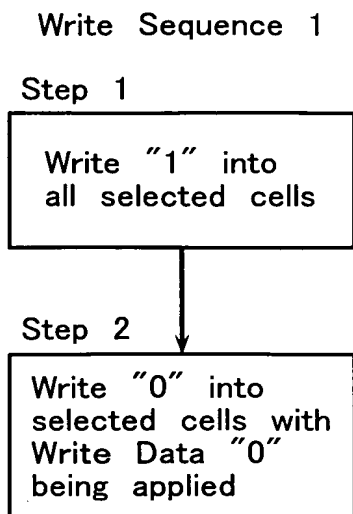 Write Sequence 1
Step 1
Write "1" into
all selected cells
Step 2
Write "0" into
selected cells with
Write Data "0"
being applied